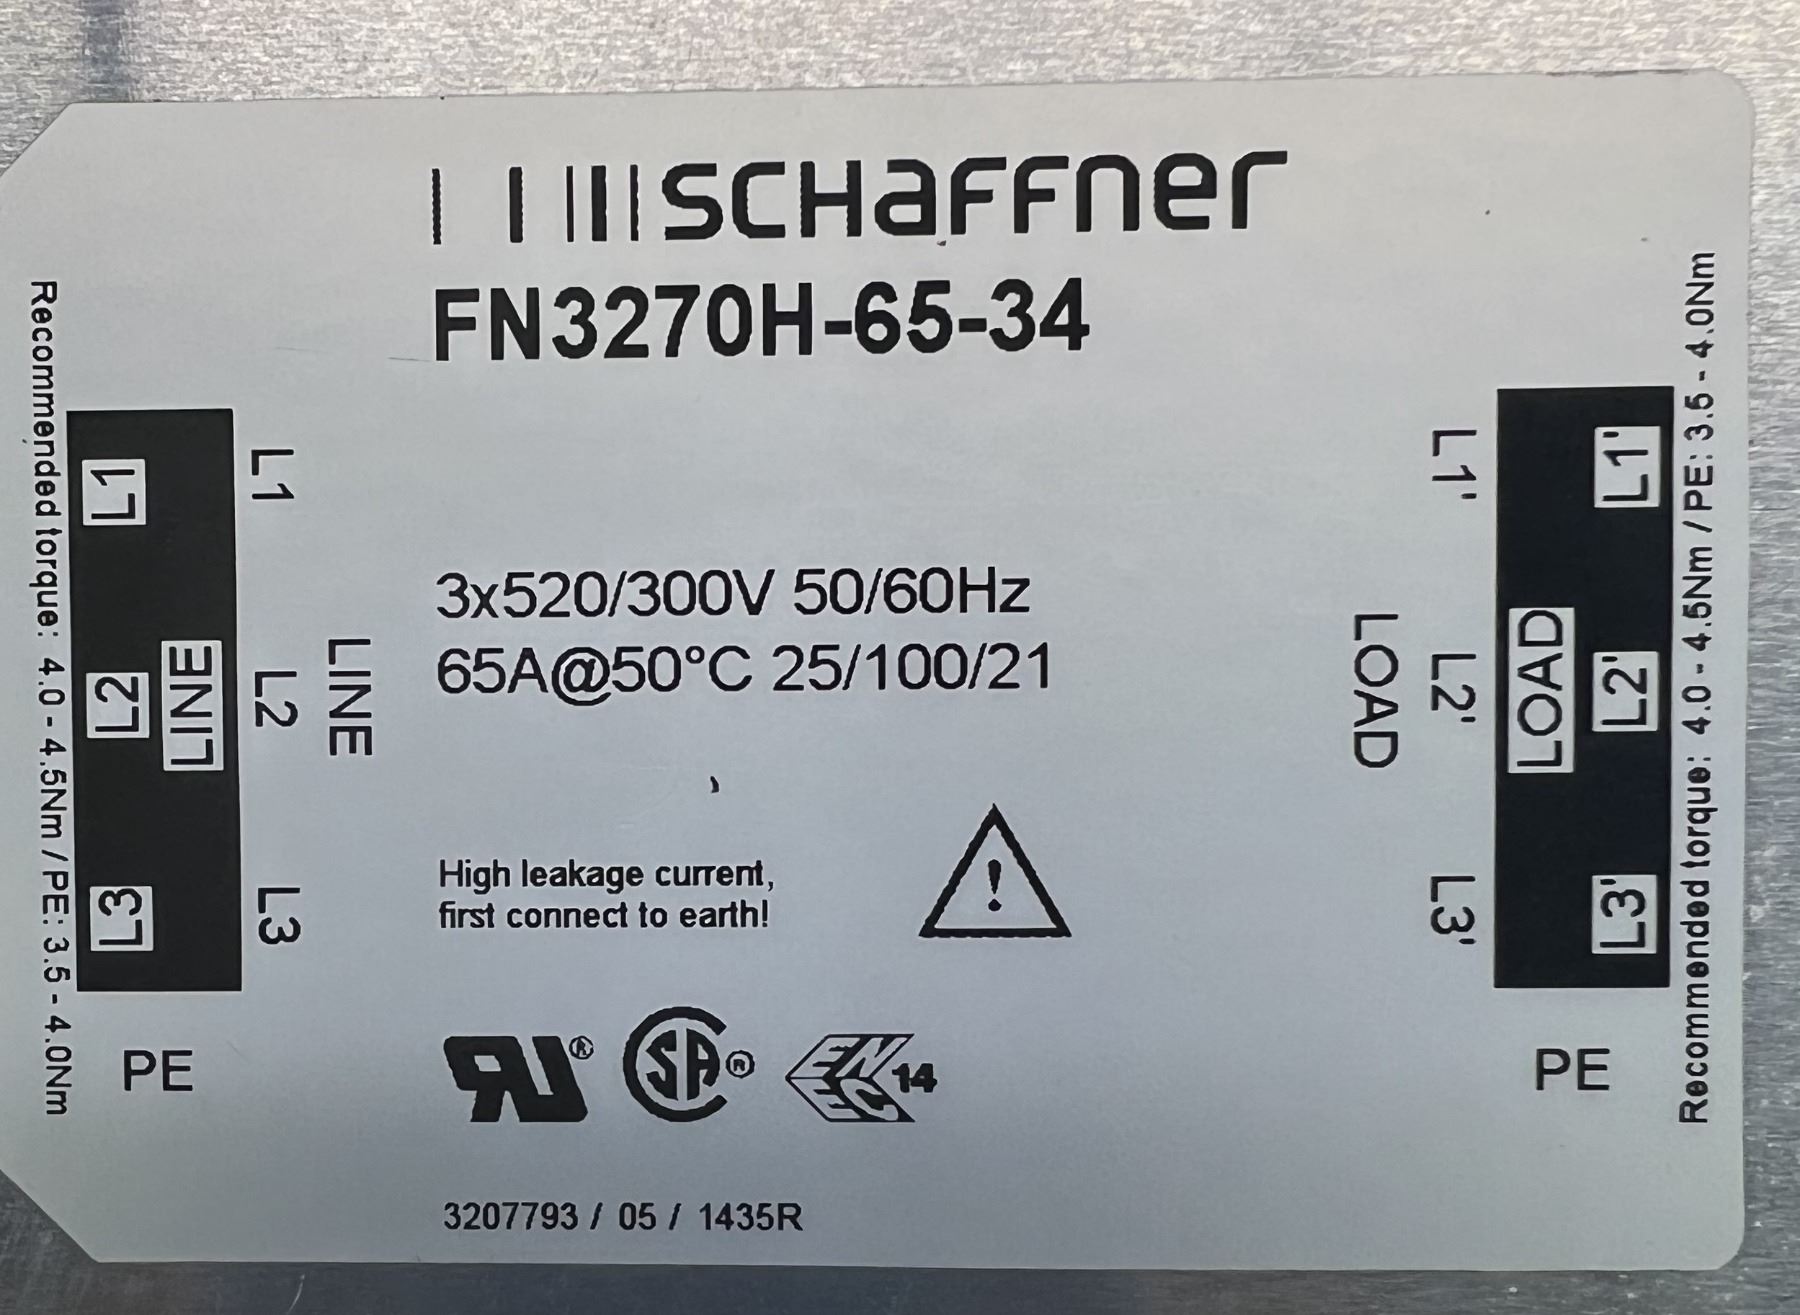 SCHAFFNER
FN3270H-65-34
Recommended torque: 4.0 - 4.5Nm / PE: 3.5 - 4.0Nm
L1
L2
L3
LINE
L1
L2
L3
LINE
PE
3x520/300V 50/60Hz
65A@50°C 25/100/21
High leakage current,
first connect to earth!
!
RU®
SA®
ENEC 14
3207793 / 05 / 1435R
LOAD
L1'
L2'
L3'
LOAD
L1'
L2'
L3'
PE
Recommended torque: 4.0 - 4.5Nm / PE: 3.5 - 4.0Nm